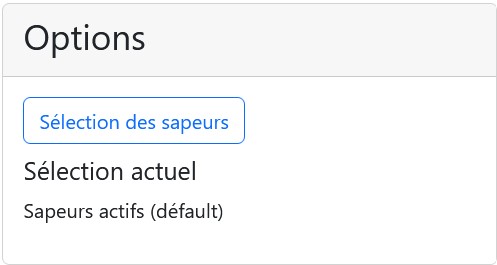 Options
Sélection des sapeurs
Sélection actuel
Sapeurs actifs (défault)